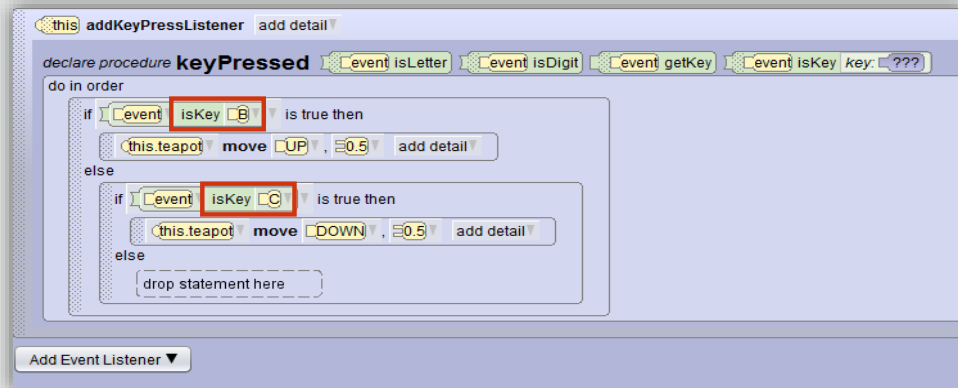 this addKeyPressListener add detail
declare procedure keyPressed event isLetter event isDigit event getKey event isKey key: ???
do in order
if event isKey B is true then
this.teapot move UP , 0.5 add detail
else
if event isKey C is true then
this.teapot move DOWN , 0.5 add detail
else
drop statement here
Add Event Listener